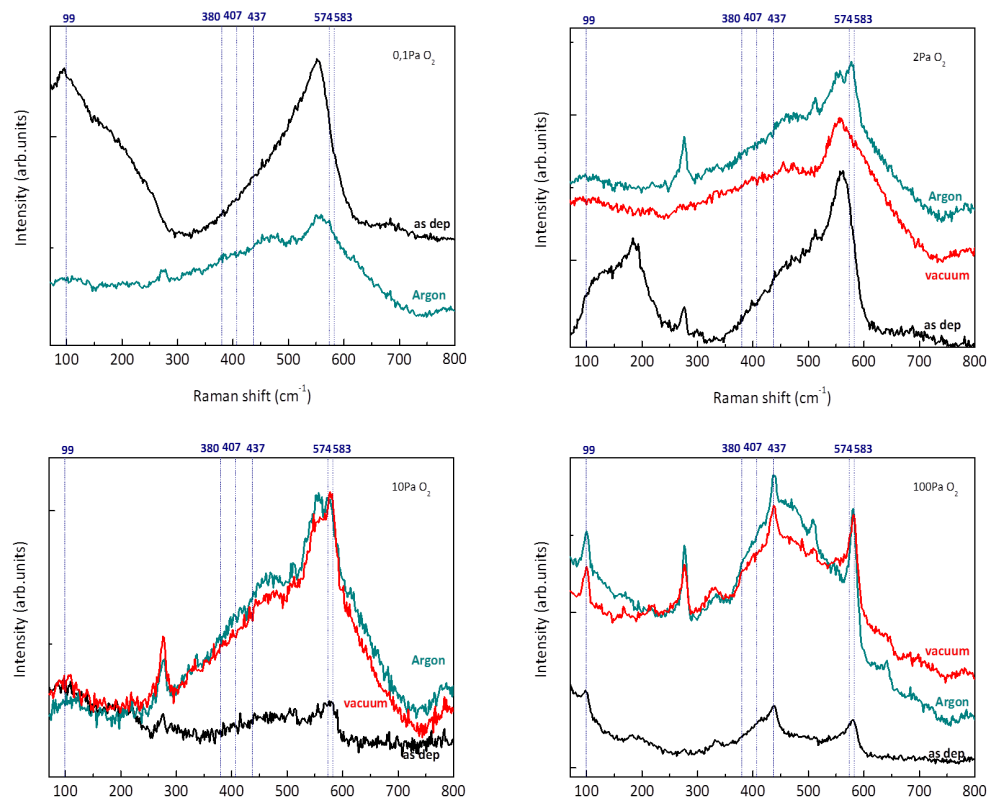 99 380 407 437 574 583
0,1Pa O₂
as dep
Argon
Intensity (arb.units)
100 200 300 400 500 600 700 800
Raman shift (cm⁻¹)
99 380 407 437 574 583
2Pa O₂
Argon
vacuum
as dep
Intensity (arb.units)
100 200 300 400 500 600 700 800
Raman shift (cm⁻¹)
99 380 407 437 574 583
10Pa O₂
Argon
vacuum
as dep
Intensity (arb.units)
100 200 300 400 500 600 700 800
99 380 407 437 574 583
100Pa O₂
vacuum
Argon
as dep
Intensity (arb.units)
100 200 300 400 500 600 700 800